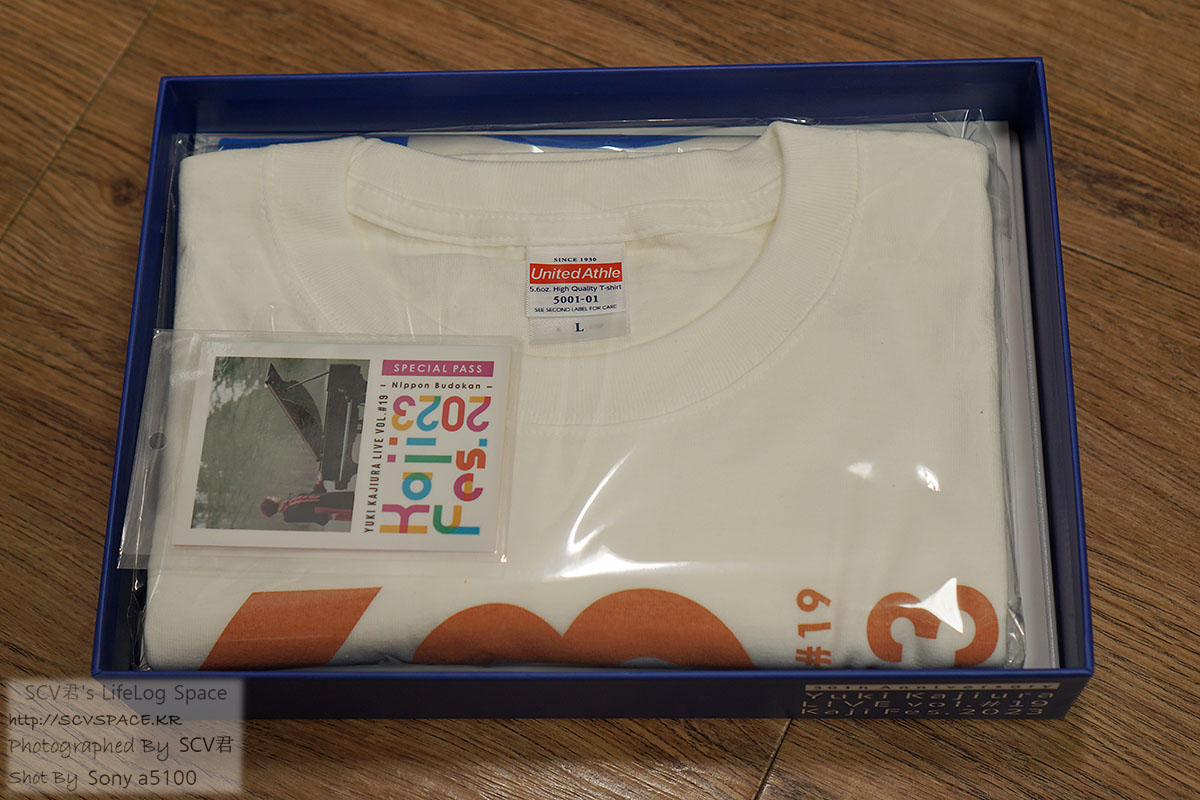 SINCE 1930
United Athle
5.6oz. High Quality T-shirt
5001-01
SEE SECOND LABEL FOR CARE
L
SPECIAL PASS
- Nippon Budokan -
YUKI KAJIURA LIVE VOL.#19
Kaji
Fes.
2023
#19
3
30th Anniversary
Yuki Kajiura
LIVE vol.#19
Kaji Fes.2023
SCV君's LifeLog Space
http://SCVSPACE.KR
Photographed By SCV君
Shot By Sony a5100